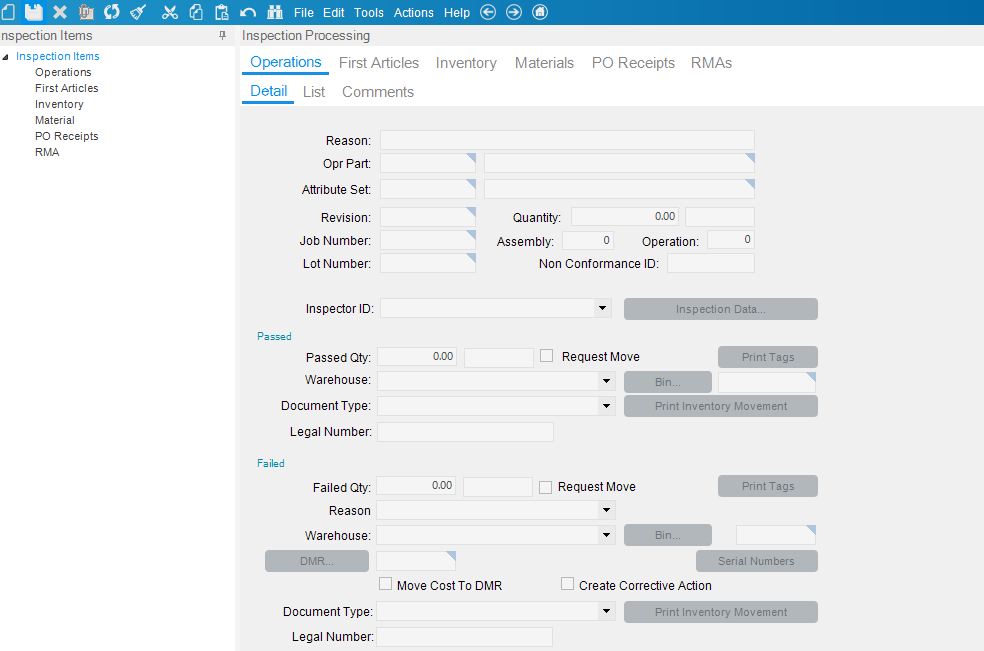 File Edit Tools Actions Help
nspection Items
Inspection Items
Operations
First Articles
Inventory
Material
PO Receipts
RMA
Inspection Processing
Operations First Articles Inventory Materials PO Receipts RMAs
Detail List Comments
Reason:
Opr Part:
Attribute Set:
Revision: Quantity: 0.00
Job Number: Assembly: 0 Operation: 0
Lot Number: Non Conformance ID:
Inspector ID: Inspection Data...
Passed
Passed Qty: 0.00 Request Move Print Tags
Warehouse: Bin...
Document Type: Print Inventory Movement
Legal Number:
Failed
Failed Qty: 0.00 Request Move Print Tags
Reason
Warehouse: Bin...
DMR... Serial Numbers
Move Cost To DMR Create Corrective Action
Document Type: Print Inventory Movement
Legal Number: